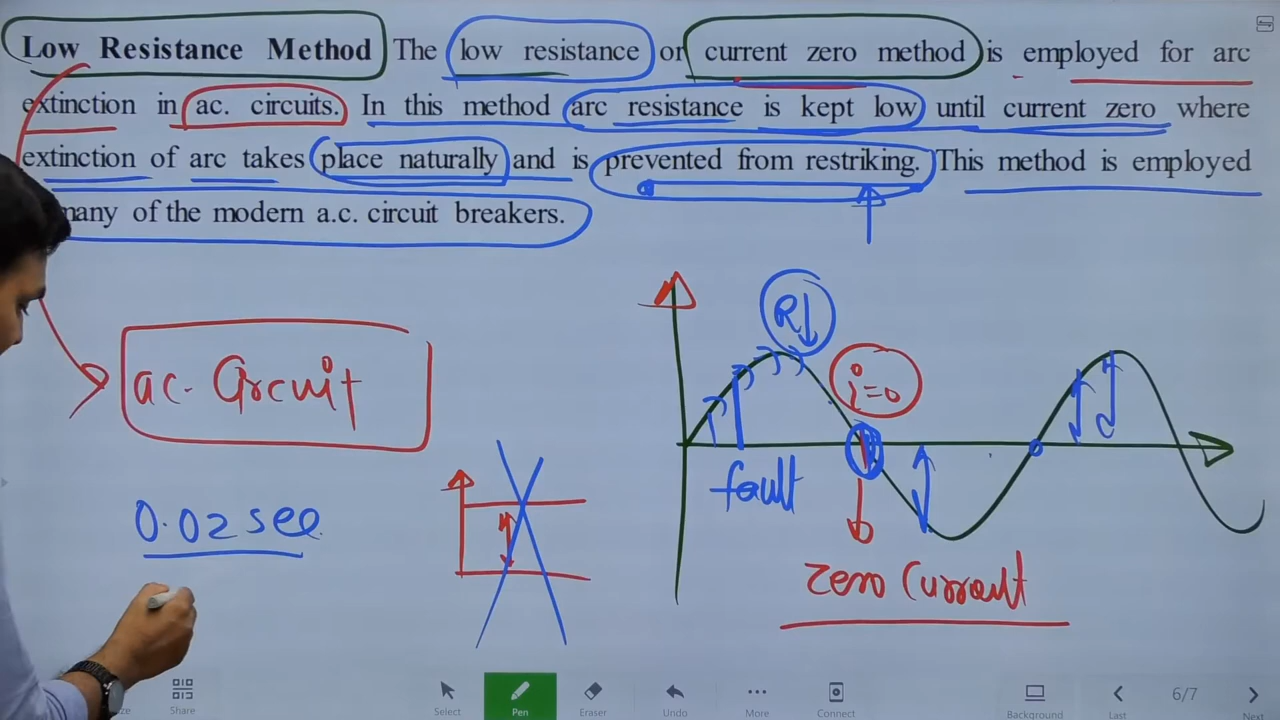 Low Resistance Method The low resistance or current zero method is employed for arc
extinction in ac. circuits. In this method arc resistance is kept low until current zero where
extinction of arc takes place naturally and is prevented from restriking. This method is employed
many of the modern a.c. circuit breakers.
R↓
i=0
ac. Circuit
fault
0.02 sec
zero Current
Share
Select
Pen
Eraser
Undo
More
Connect
Background
Last
6/7
Next